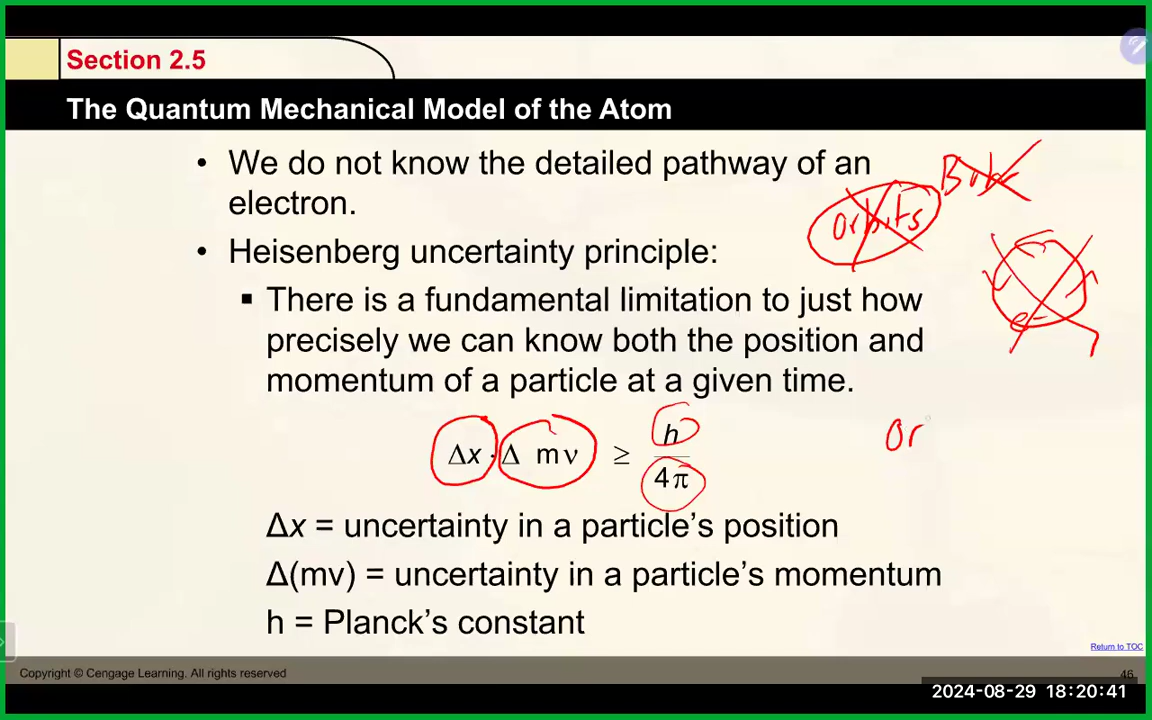 Section 2.5
The Quantum Mechanical Model of the Atom
• We do not know the detailed pathway of an
electron.
Bohr
Orbits
• Heisenberg uncertainty principle:
▪ There is a fundamental limitation to just how
precisely we can know both the position and
momentum of a particle at a given time.
e-
Δx · Δ mν ≥ h
4π
Or
Δx = uncertainty in a particle's position
Δ(mv) = uncertainty in a particle's momentum
h = Planck's constant
Return to TOC
Copyright © Cengage Learning. All rights reserved
46
2024-08-29 18:20:41